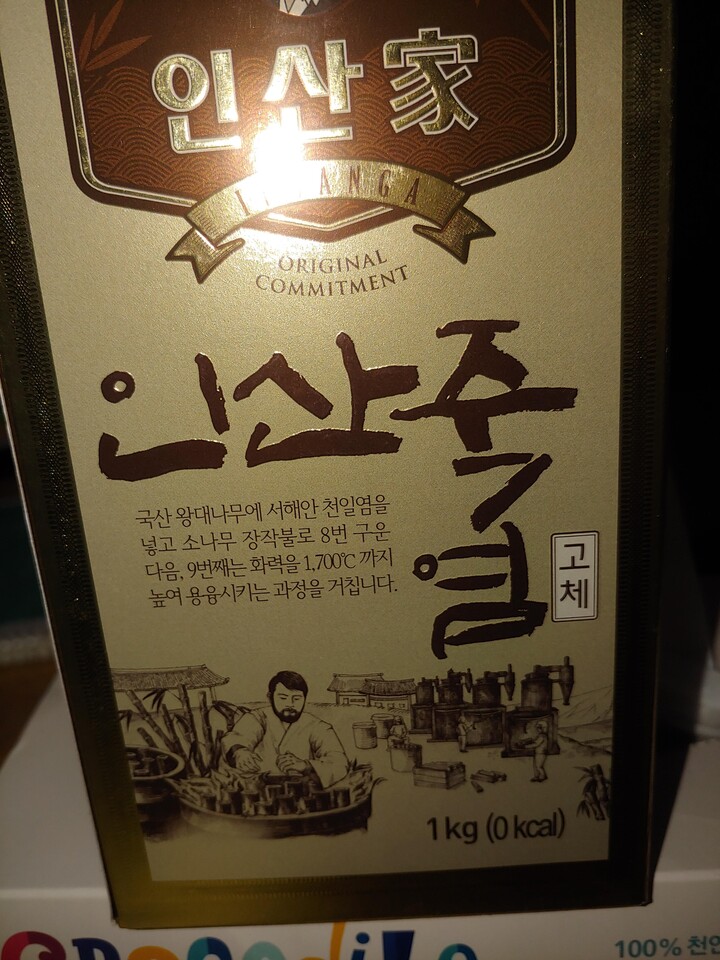 인산家
INSANGA
ORIGINAL
COMMITMENT
인산죽염
국산 왕대나무에 서해안 천일염을
넣고 소나무 장작불로 8번 구운
다음, 9번째는 화력을 1,700℃ 까지
높여 용융시키는 과정을 거칩니다.
고체
1kg (0 kcal)
100% 천연